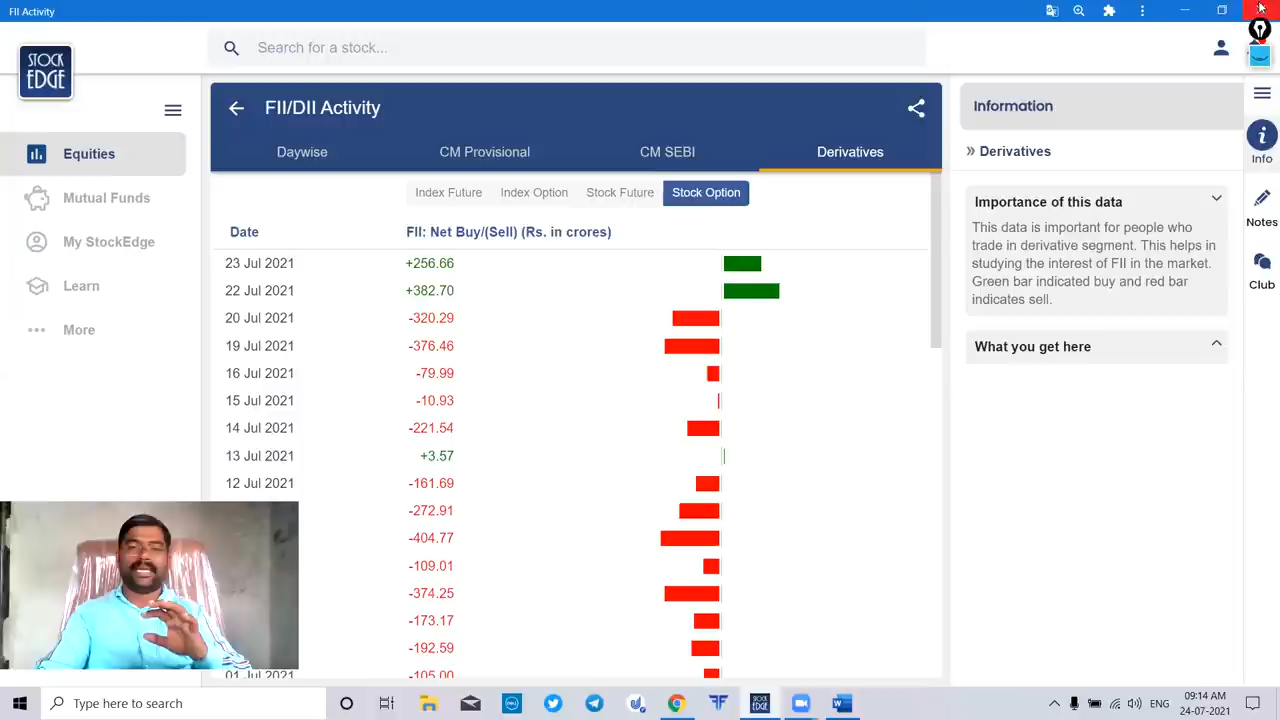 FII Activity
STOCK EDGE
Search for a stock...
FII/DII Activity
Daywise
CM Provisional
CM SEBI
Derivatives
Index Future
Index Option
Stock Future
Stock Option
Date
FII: Net Buy/(Sell) (Rs. in crores)
23 Jul 2021 +256.66
22 Jul 2021 +382.70
20 Jul 2021 -320.29
19 Jul 2021 -376.46
16 Jul 2021 -79.99
15 Jul 2021 -10.93
14 Jul 2021 -221.54
13 Jul 2021 +3.57
12 Jul 2021 -161.69
-272.91
-404.77
-109.01
-374.25
-173.17
-192.59
01 Jul 2021 -105.00
Equities
Mutual Funds
My StockEdge
Learn
More
Information
» Derivatives
Importance of this data
This data is important for people who
trade in derivative segment. This helps in
studying the interest of FII in the market.
Green bar indicated buy and red bar
indicates sell.
What you get here
Info
Notes
Club
Type here to search
ENG
09:14 AM
24-07-2021